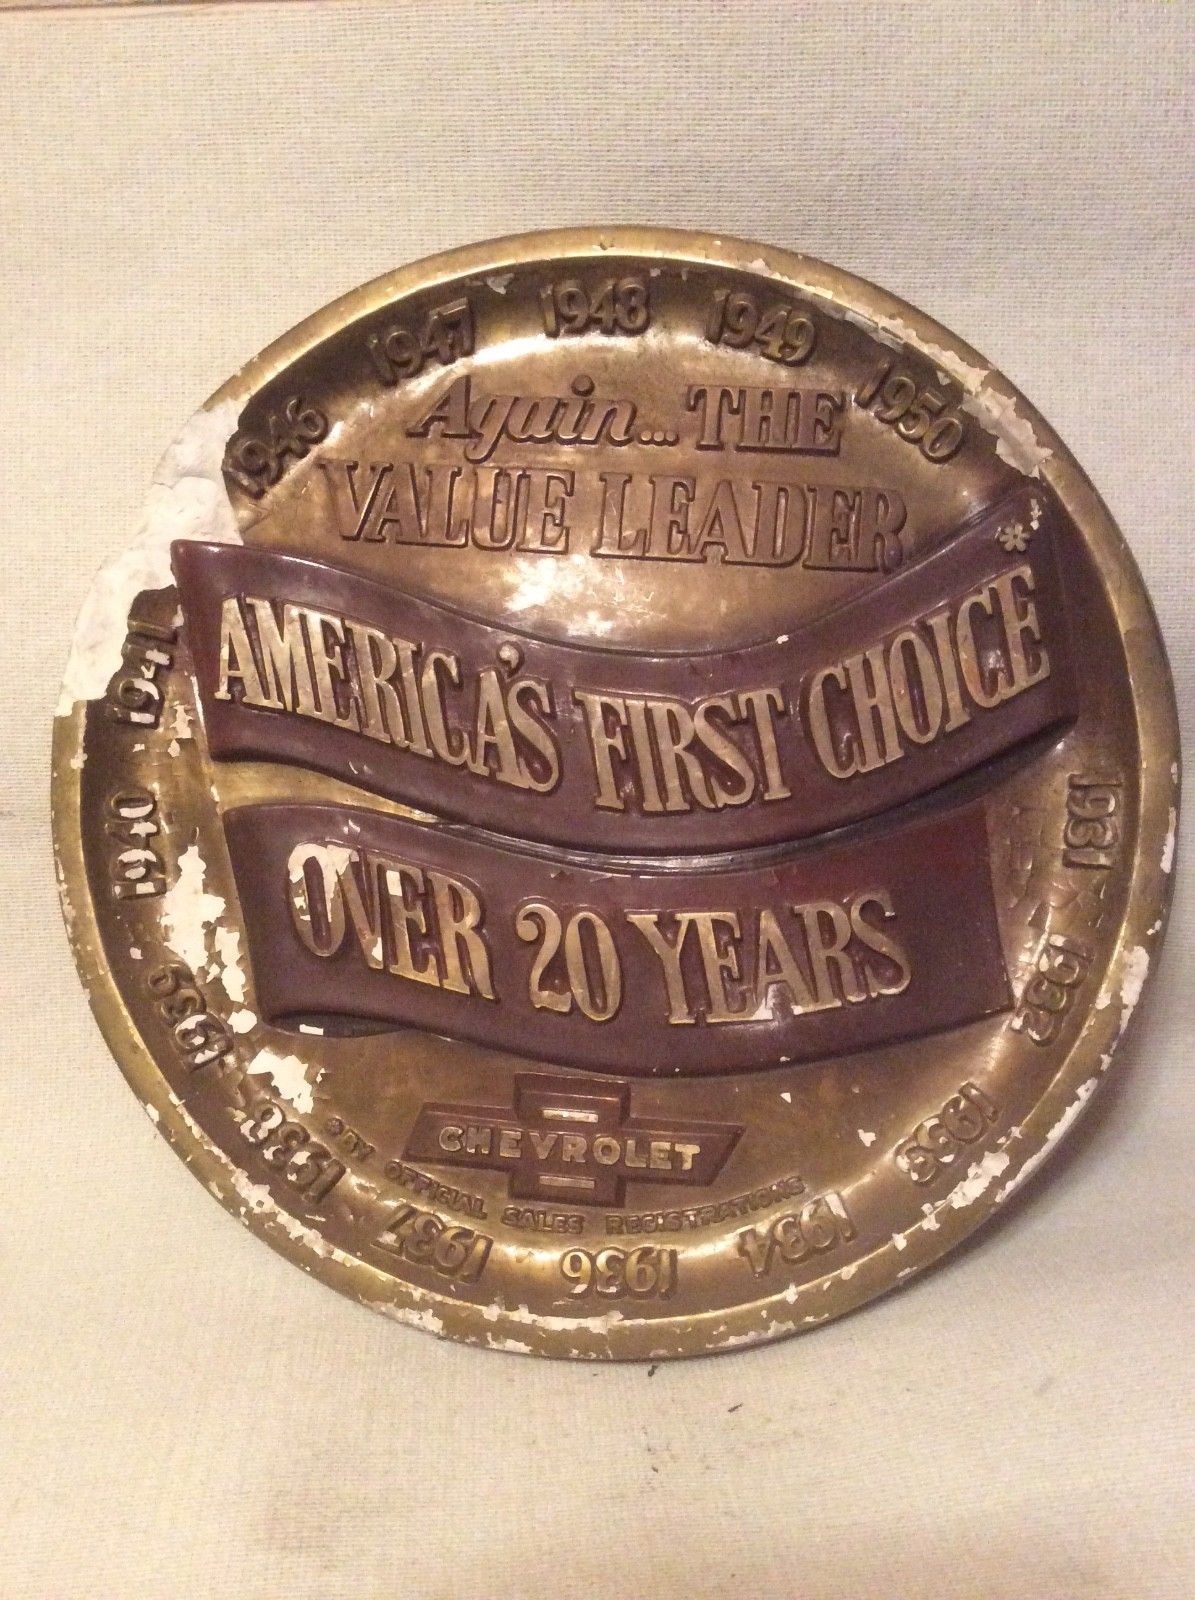 1946 1947 1948 1949 1950
Again... THE
VALUE LEADER
*
AMERICA'S FIRST CHOICE
OVER 20 YEARS
CHEVROLET
*BY OFFICIAL SALES REGISTRATIONS
1931 1932 1933 1934 1936 1937 1938 1939 1940 1941